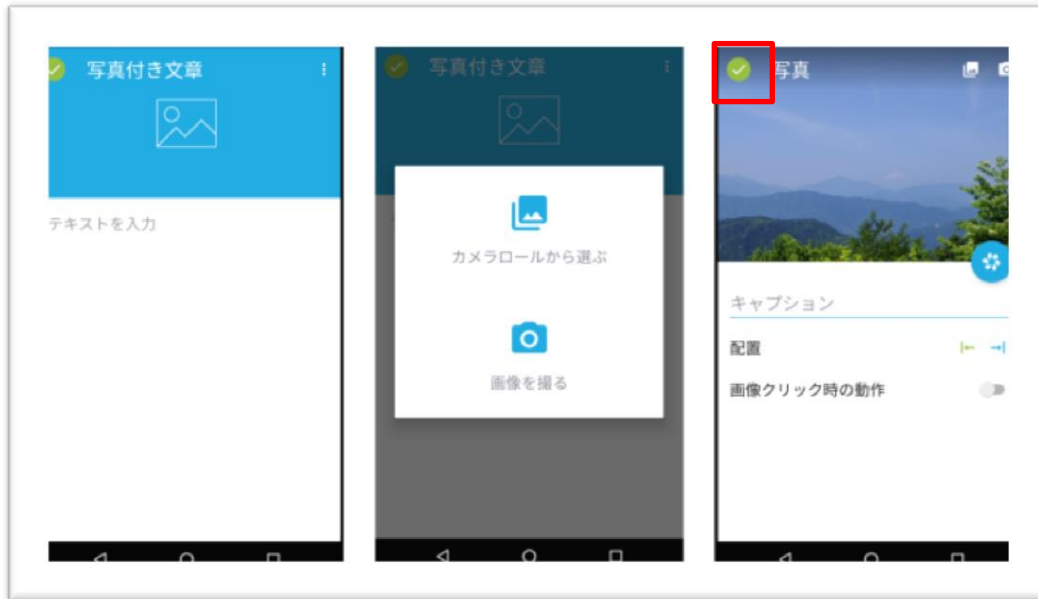 写真付き文章
テキストを入力
写真付き文章
カメラロールから選ぶ
画像を撮る
写真
キャプション
配置
画像クリック時の動作